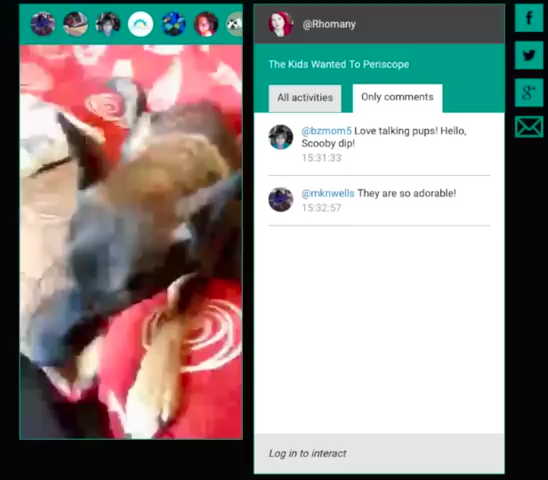 @Rhomany
The Kids Wanted To Periscope
All activities
Only comments
@bzmom5 Love talking pups! Hello,
Scooby dip!
15:31:33
@mknwells They are so adorable!
15:32:57
Log in to interact
f
g+